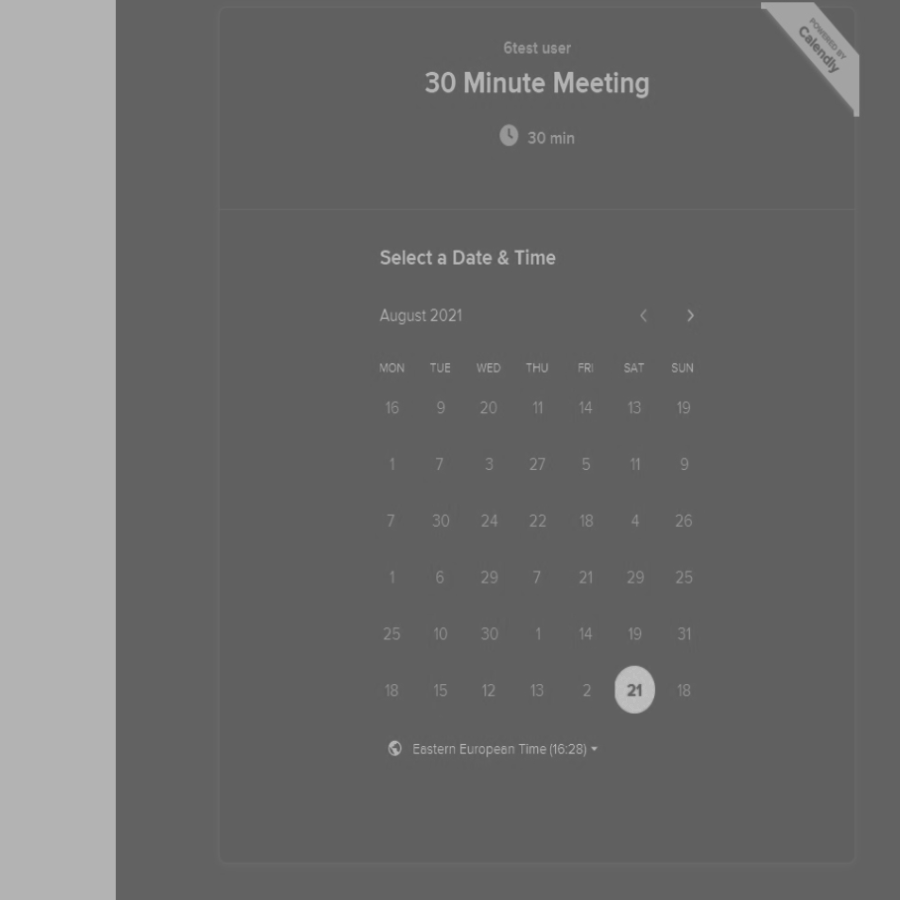 6test user
30 Minute Meeting
30 min
POWERED BY
Calendly
Select a Date & Time
August 2021
MON TUE WED THU FRI SAT SUN
16 9 20 11 14 13 19
1 7 3 27 5 11 9
7 30 24 22 18 4 26
1 6 29 7 21 29 25
25 10 30 1 14 19 31
18 15 12 13 2 21 18
Eastern European Time (16:28)